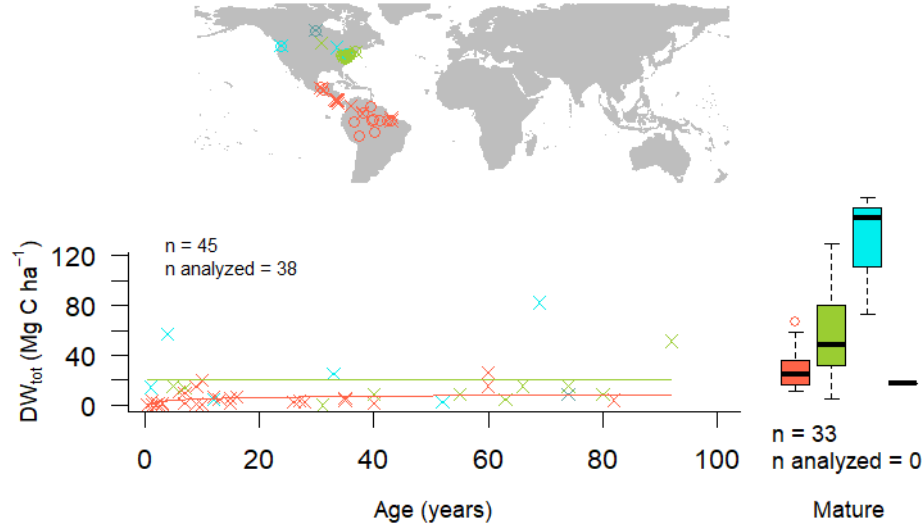 n = 45
n analyzed = 38
DWtot (Mg C ha⁻¹)
120
80
40
0
0 20 40 60 80 100
Age (years)
n = 33
n analyzed = 0
Mature